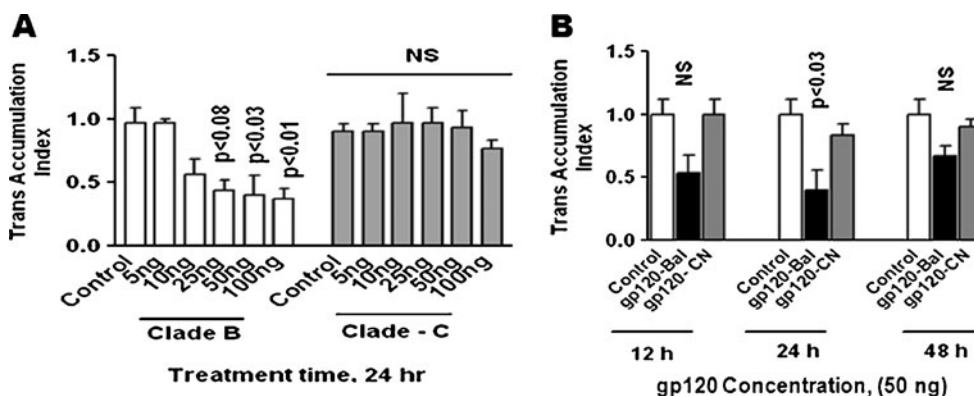 A
Trans Accumulation
Index
1.5
1.0
0.5
0.0
p<0.08
p<0.03
p<0.01
NS
Control
5ng
10ng
25ng
50ng
100ng
Control
5ng
10ng
25ng
50ng
100ng
Clade B
Clade - C
Treatment time, 24 hr
B
Trans Accumulation
Index
1.5
1.0
0.5
0.0
NS
p<0.03
NS
Control
gp120-Bal
gp120-CN
Control
gp120-Bal
gp120-CN
Control
gp120-Bal
gp120-CN
12 h
24 h
48 h
gp120 Concentration, (50 ng)